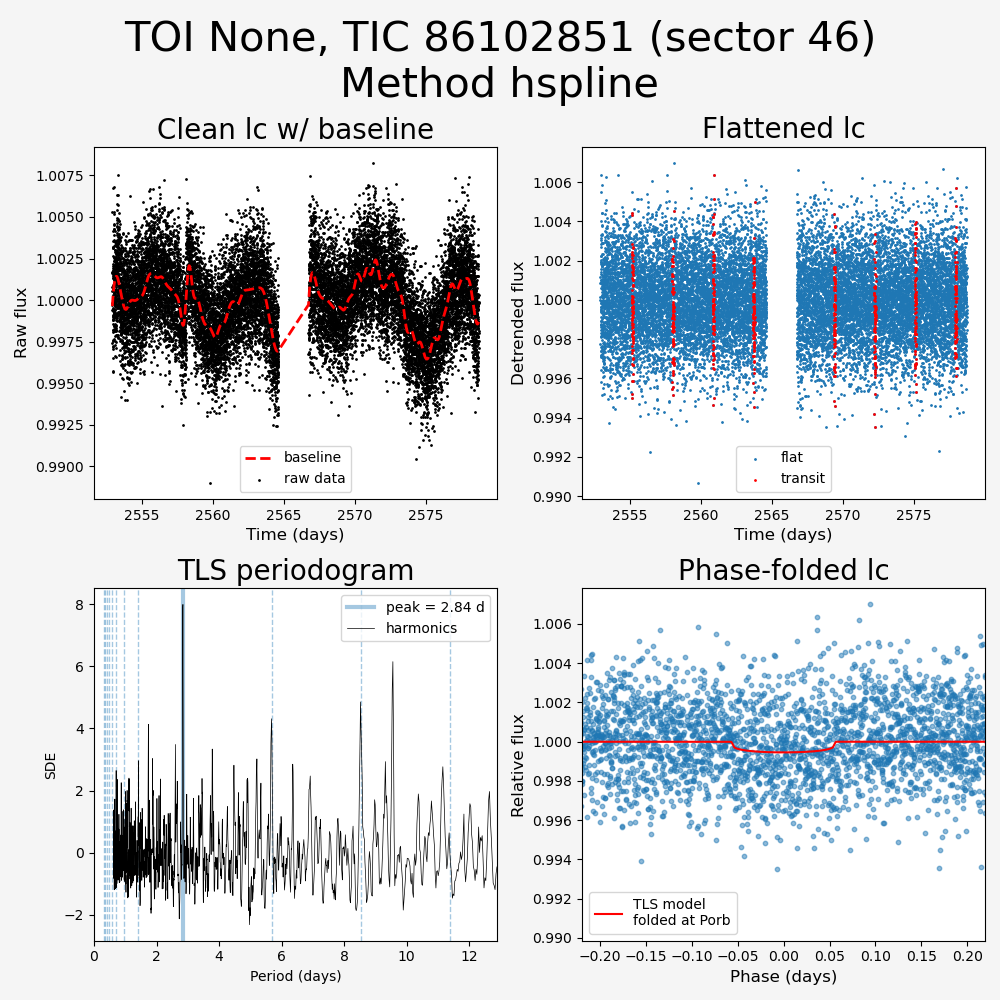 TOI None, TIC 86102851 (sector 46)
Method hspline
Clean lc w/ baseline
Raw flux
1.0075
1.0050
1.0025
1.0000
0.9975
0.9950
0.9925
0.9900
baseline
raw data
2555
2560
2565
2570
2575
Time (days)
Flattened lc
Detrended flux
1.006
1.004
1.002
1.000
0.998
0.996
0.994
0.992
0.990
flat
transit
2555
2560
2565
2570
2575
Time (days)
TLS periodogram
SDE
8
6
4
2
0
−2
peak = 2.84 d
harmonics
0
2
4
6
8
10
12
Period (days)
Phase-folded lc
Relative flux
1.006
1.004
1.002
1.000
0.998
0.996
0.994
0.992
0.990
TLS model
folded at Porb
−0.20
−0.15
−0.10
−0.05
0.00
0.05
0.10
0.15
0.20
Phase (days)